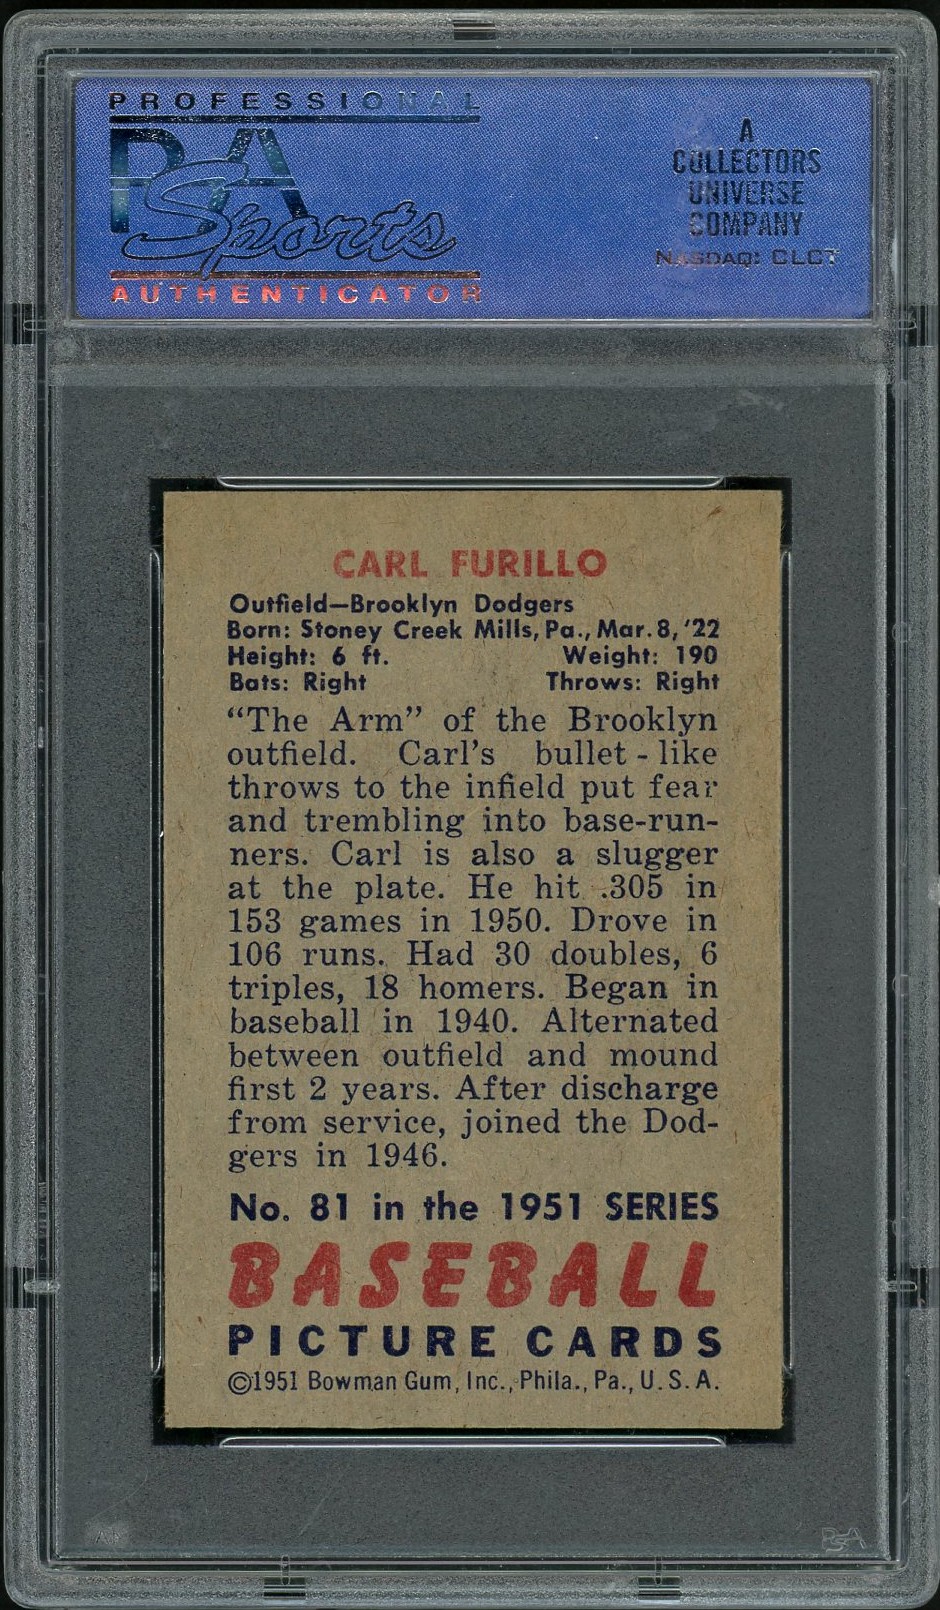 PROFESSIONAL
PSA
Sports
AUTHENTICATOR
A
COLLECTORS
UNIVERSE
COMPANY
NASDAQ: CLCT
CARL FURILLO
Outfield—Brooklyn Dodgers
Born: Stoney Creek Mills, Pa., Mar. 8, '22
Height: 6 ft. Weight: 190
Bats: Right Throws: Right
"The Arm" of the Brooklyn
outfield. Carl's bullet-like
throws to the infield put fear
and trembling into base-run-
ners. Carl is also a slugger
at the plate. He hit .305 in
153 games in 1950. Drove in
106 runs. Had 30 doubles, 6
triples, 18 homers. Began in
baseball in 1940. Alternated
between outfield and mound
first 2 years. After discharge
from service, joined the Dod-
gers in 1946.
No. 81 in the 1951 SERIES
BASEBALL
PICTURE CARDS
©1951 Bowman Gum, Inc., Phila., Pa., U.S.A.
PSA